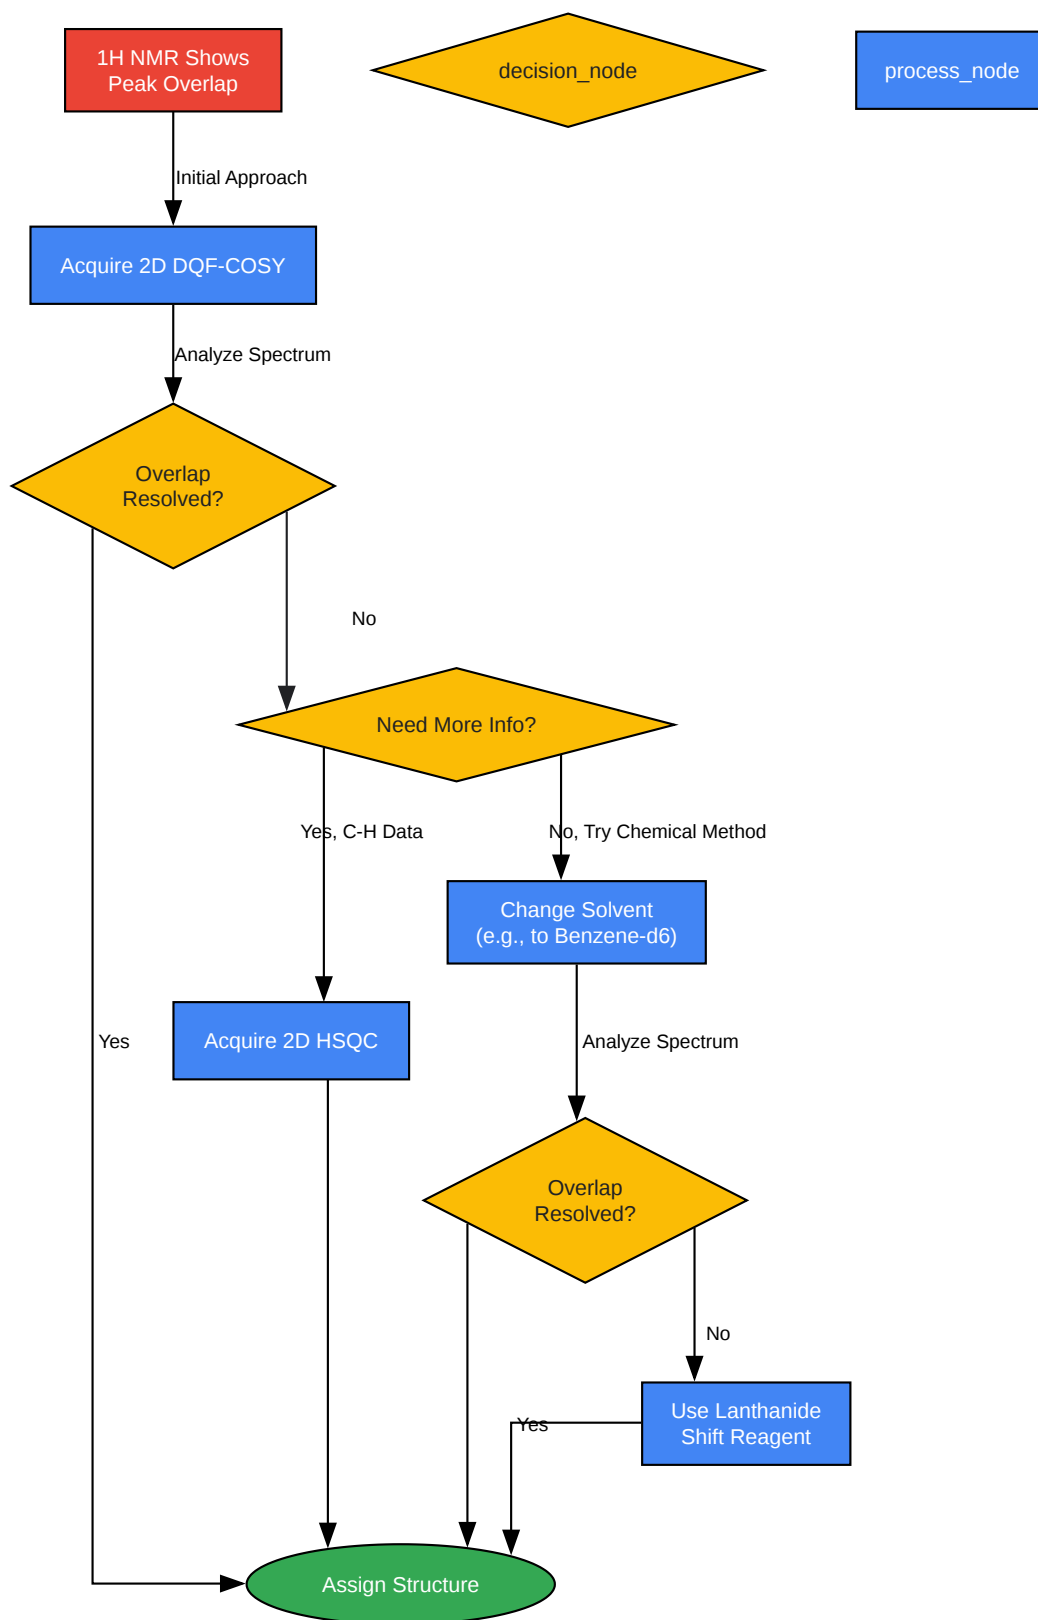 1H NMR Shows
Peak Overlap
decision_node
process_node
Initial Approach
Acquire 2D DQF-COSY
Analyze Spectrum
Overlap
Resolved?
No
Need More Info?
Yes, C-H Data
No, Try Chemical Method
Change Solvent
(e.g., to Benzene-d6)
Yes
Acquire 2D HSQC
Analyze Spectrum
Overlap
Resolved?
No
Use Lanthanide
Shift Reagent
Yes
Assign Structure